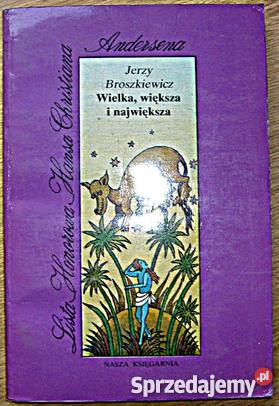 Lista Honorowa Hansa Christiana
Andersena
Jerzy
Broszkiewicz
Wielka, większa
i największa
NASZA KSIĘGARNIA
Sprzedajemy
.pl